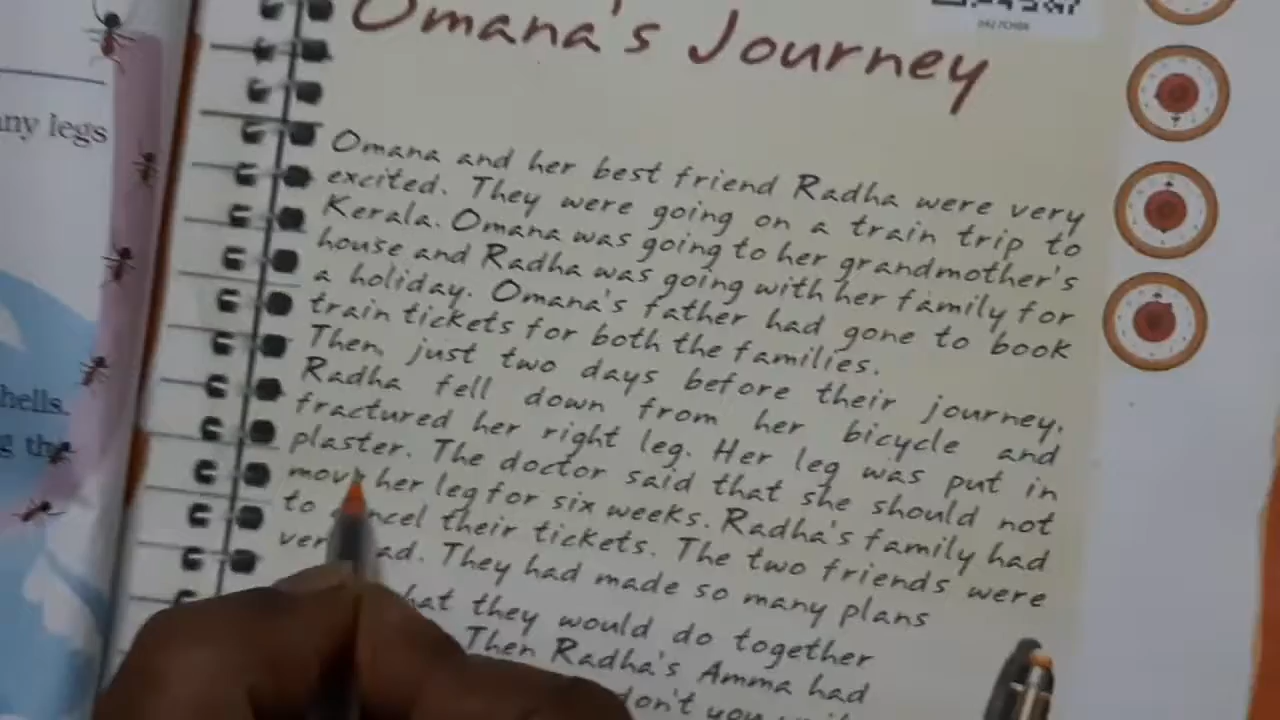 Omana's Journey
any legs
hells.
Omana and her best friend Radha were very
excited. They were going on a train trip to
Kerala. Omana was going to her grandmother's
house and Radha was going with her family for
a holiday. Omana's father had gone to book
train tickets for both the families.
Then, just two days before their journey,
Radha fell down from her bicycle and
fractured her right leg. Her leg was put in
plaster. The doctor said that she should not
her leg for six weeks. Radha's family had
to their tickets. The two friends were
They had made so many plans
they would do together
Then Radha's Amma had
don't you